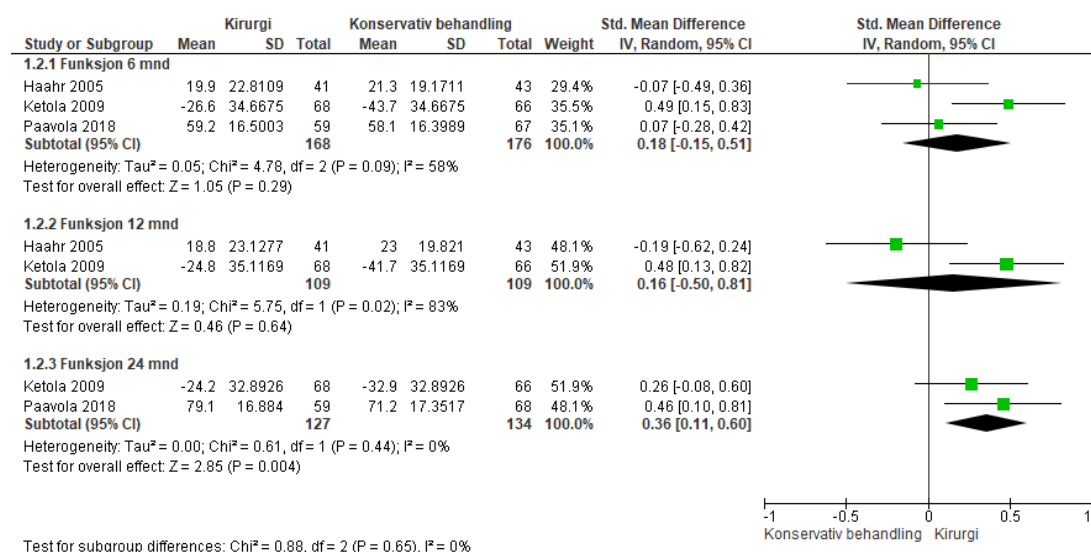 Kirurgi Konservativ behandling Std. Mean Difference Std. Mean Difference
Study or Subgroup Mean SD Total Mean SD Total Weight IV, Random, 95% CI IV, Random, 95% CI
1.2.1 Funksjon 6 mnd
Haahr 2005 19.9 22.8109 41 21.3 19.1711 43 29.4% -0.07 [-0.49, 0.36]
Ketola 2009 -26.6 34.6675 68 -43.7 34.6675 66 35.5% 0.49 [0.15, 0.83]
Paavola 2018 59.2 16.5003 59 58.1 16.3989 67 35.1% 0.07 [-0.28, 0.42]
Subtotal (95% CI) 168 176 100.0% 0.18 [-0.15, 0.51]
Heterogeneity: Tau² = 0.05; Chi² = 4.78, df = 2 (P = 0.09); I² = 58%
Test for overall effect: Z = 1.05 (P = 0.29)
1.2.2 Funksjon 12 mnd
Haahr 2005 18.8 23.1277 41 23 19.821 43 48.1% -0.19 [-0.62, 0.24]
Ketola 2009 -24.8 35.1169 68 -41.7 35.1169 66 51.9% 0.48 [0.13, 0.82]
Subtotal (95% CI) 109 109 100.0% 0.16 [-0.50, 0.81]
Heterogeneity: Tau² = 0.19; Chi² = 5.75, df = 1 (P = 0.02); I² = 83%
Test for overall effect: Z = 0.46 (P = 0.64)
1.2.3 Funksjon 24 mnd
Ketola 2009 -24.2 32.8926 68 -32.9 32.8926 66 51.9% 0.26 [-0.08, 0.60]
Paavola 2018 79.1 16.884 59 71.2 17.3517 68 48.1% 0.46 [0.10, 0.81]
Subtotal (95% CI) 127 134 100.0% 0.36 [0.11, 0.60]
Heterogeneity: Tau² = 0.00; Chi² = 0.61, df = 1 (P = 0.44); I² = 0%
Test for overall effect: Z = 2.85 (P = 0.004)
-1 -0.5 0 0.5 1
Konservativ behandling Kirurgi
Test for subgroup differences: Chi² = 0.88, df = 2 (P = 0.65), I² = 0%